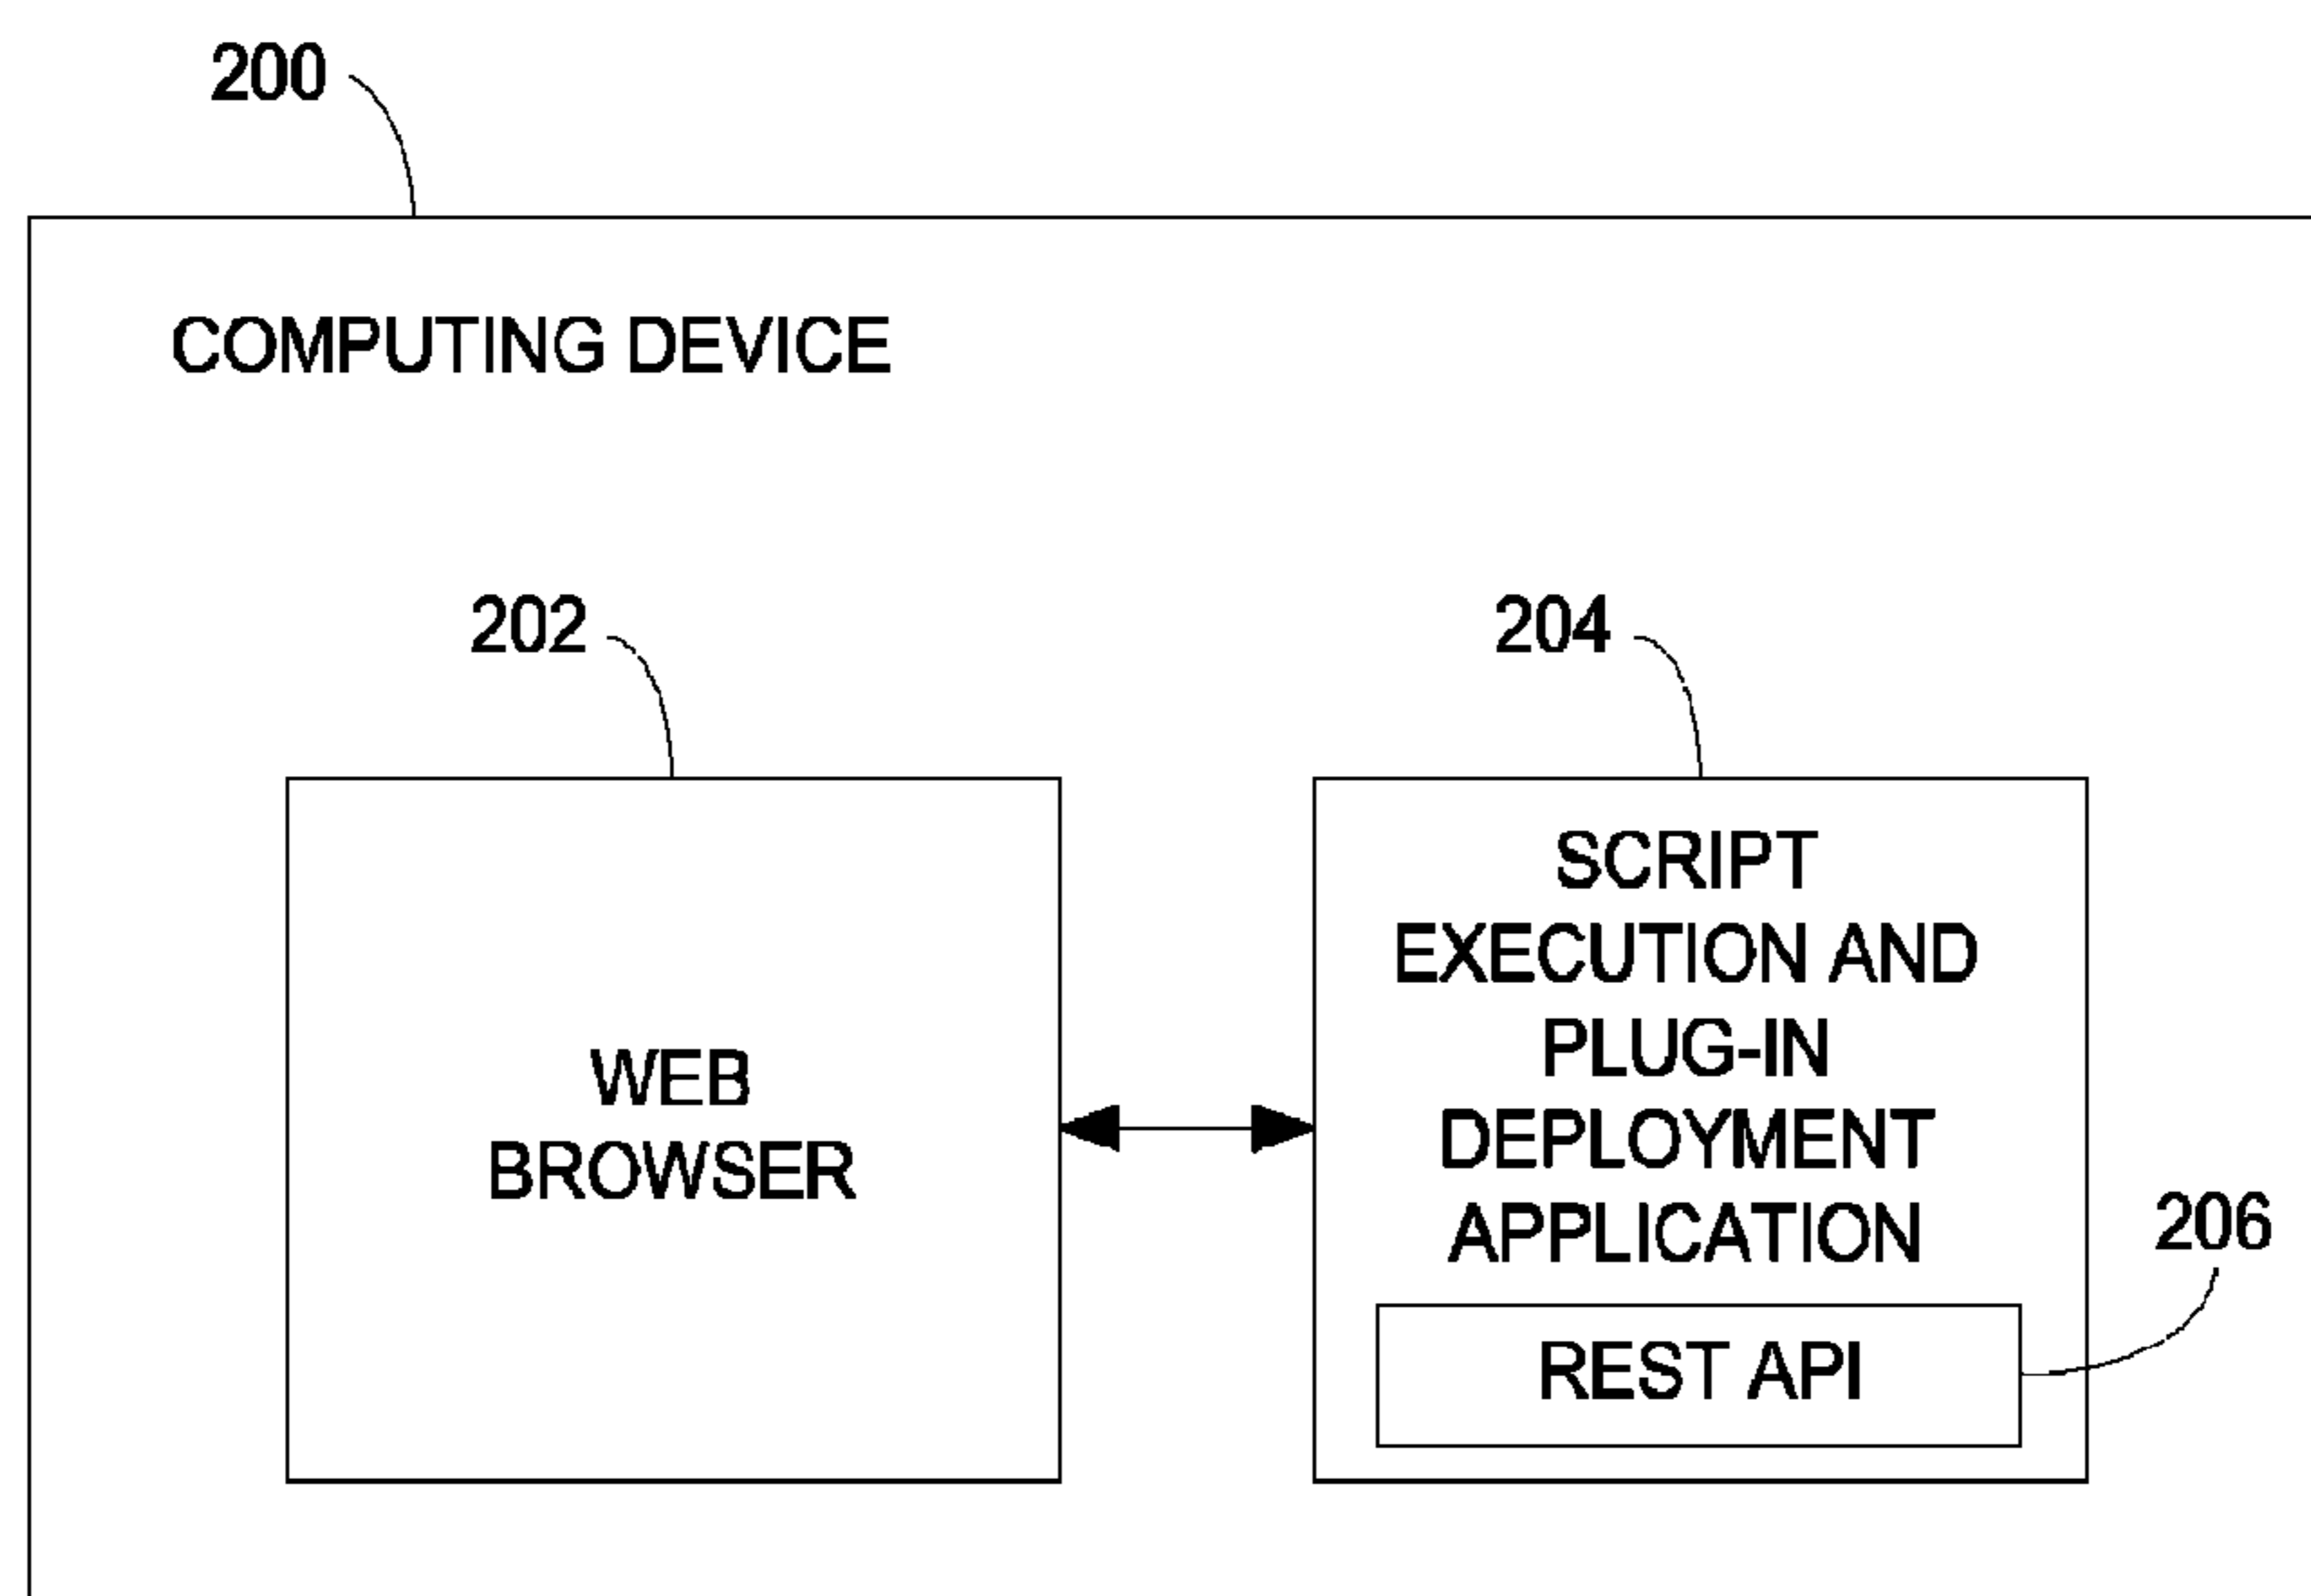 200
COMPUTING DEVICE
202
204
WEB
BROWSER
SCRIPT
EXECUTION AND
PLUG-IN
DEPLOYMENT
APPLICATION
206
REST API